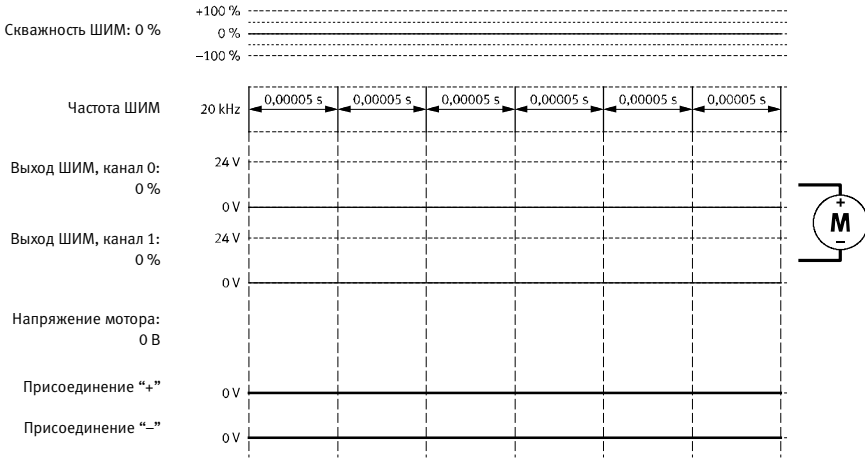 +100 %
Скважность ШИМ: 0 %
0 %
–100 %
0,00005 s 0,00005 s 0,00005 s 0,00005 s 0,00005 s 0,00005 s
Частота ШИМ
20 kHz
24 V
Выход ШИМ, канал 0:
0 %
0 V
24 V
Выход ШИМ, канал 1:
0 %
0 V
+
M
–
Напряжение мотора:
0 В
Присоединение “+”
0 V
Присоединение “–”
0 V